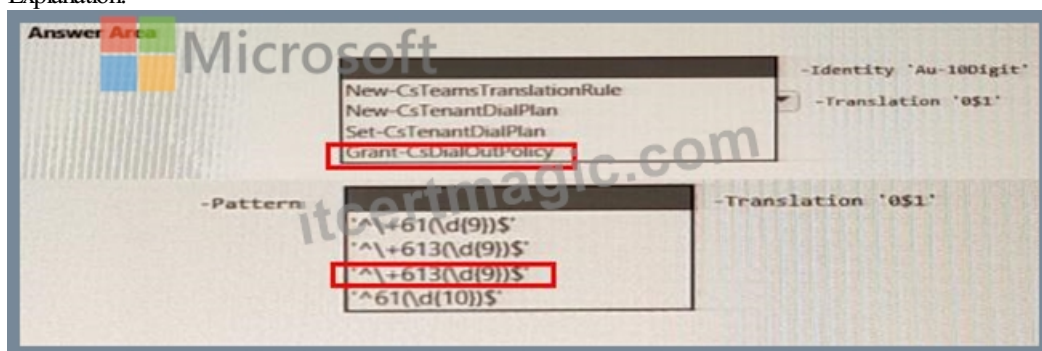 Explanation:
Answer Area
Microsoft
-Identity 'Au-10Digit'
New-CsTeamsTranslationRule
New-CsTenantDialPlan
-Translation '0$1'
Set-CsTenantDialPlan
Grant-CsDialOutPolicy
itcertmagic.com
-Pattern
-Translation '0$1'
'^\+61(\d{9})$'
'^\+613(\d{9})$'
'^\+613(\d{9})$'
'^61(\d{10})$'